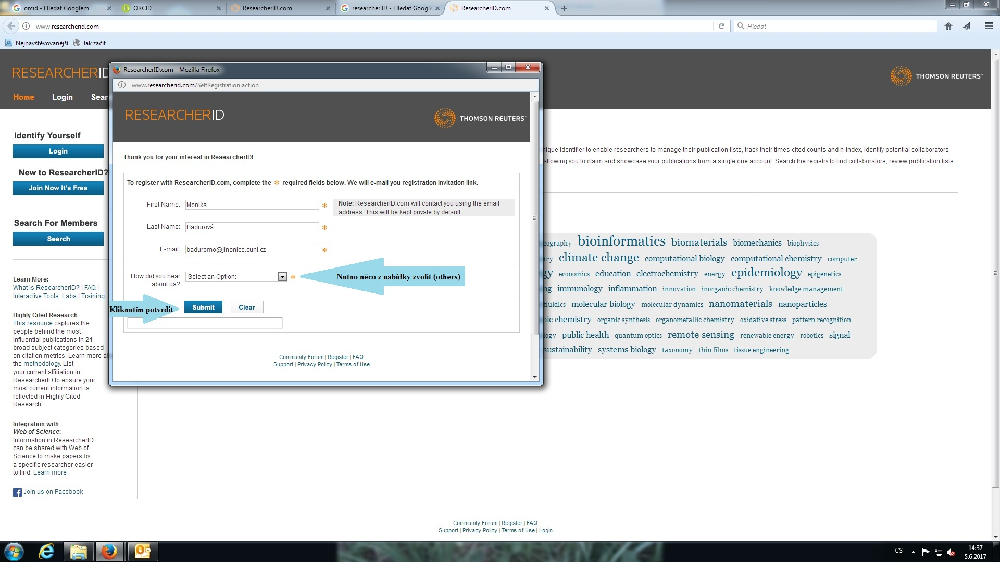 orcid - Hledat Googlem
ORCID
ResearcherID.com
researcher ID - Hledat Googl
ResearcherID.com
www.researcherid.com
Hledat
Nejnavštěvovanější
Jak začít
RESEARCHERID
THOMSON REUTERS
Home
Login
Sear
Identify Yourself
Login
New to ResearcherID?
Join Now It's Free
Search For Members
Search
Learn More:
What is ResearcherID? | FAQ |
Interactive Tools: Labs | Training
Highly Cited Research
This resource captures the
people behind the most
influential publications in 21
broad subject categories based
on citation metrics. Learn more a
the methodology. List
your current affiliation in
ResearcherID to ensure your
most current information is
reflected in Highly Cited
Research.
Integration with
Web of Science:
Information in ResearcherID
can be shared with Web of
Science to make papers by
a specific researcher easier
to find. Learn more
Join us on Facebook
ResearcherID.com - Mozilla Firefox
www.researcherid.com/SelfRegistration.action
RESEARCHERID
THOMSON REUTERS
Thank you for your interest in ResearcherID!
To register with ResearcherID.com, complete the * required fields below. We will e-mail you registration invitation link.
First Name: Monika *
Note: ResearcherID.com will contact you using the email
address. This will be kept private by default.
Last Name: Baďurová *
E-mail: baduromo@jinonice.cuni.cz *
How did you hear
about us?
Select an Option: *
Nutno něco z nabídky zvolit (others)
Kliknutím potvrdit
Submit
Clear
Community Forum | Register | FAQ
Support | Privacy Policy | Terms of Use
nique identifier to enable researchers to manage their publication lists, track their times cited counts and h-index, identify potential collaborators
allowing you to claim and showcase your publications from a single one account. Search the registry to find collaborators, review publication lists
eography bioinformatics biomaterials biomechanics biophysics
try climate change computational biology computational chemistry computer
gy economics education electrochemistry energy epidemiology epigenetics
ng immunology inflammation innovation inorganic chemistry knowledge management
fluidics molecular biology molecular dynamics nanomaterials nanoparticles
nic chemistry organic synthesis organometallic chemistry oxidative stress pattern recognition
logy public health quantum optics remote sensing renewable energy robotics signal
sustainability systems biology taxonomy thin films tissue engineering
Community Forum | Register | FAQ
Support | Privacy Policy | Terms of Use | Login
CS
14:37
5.6.2017